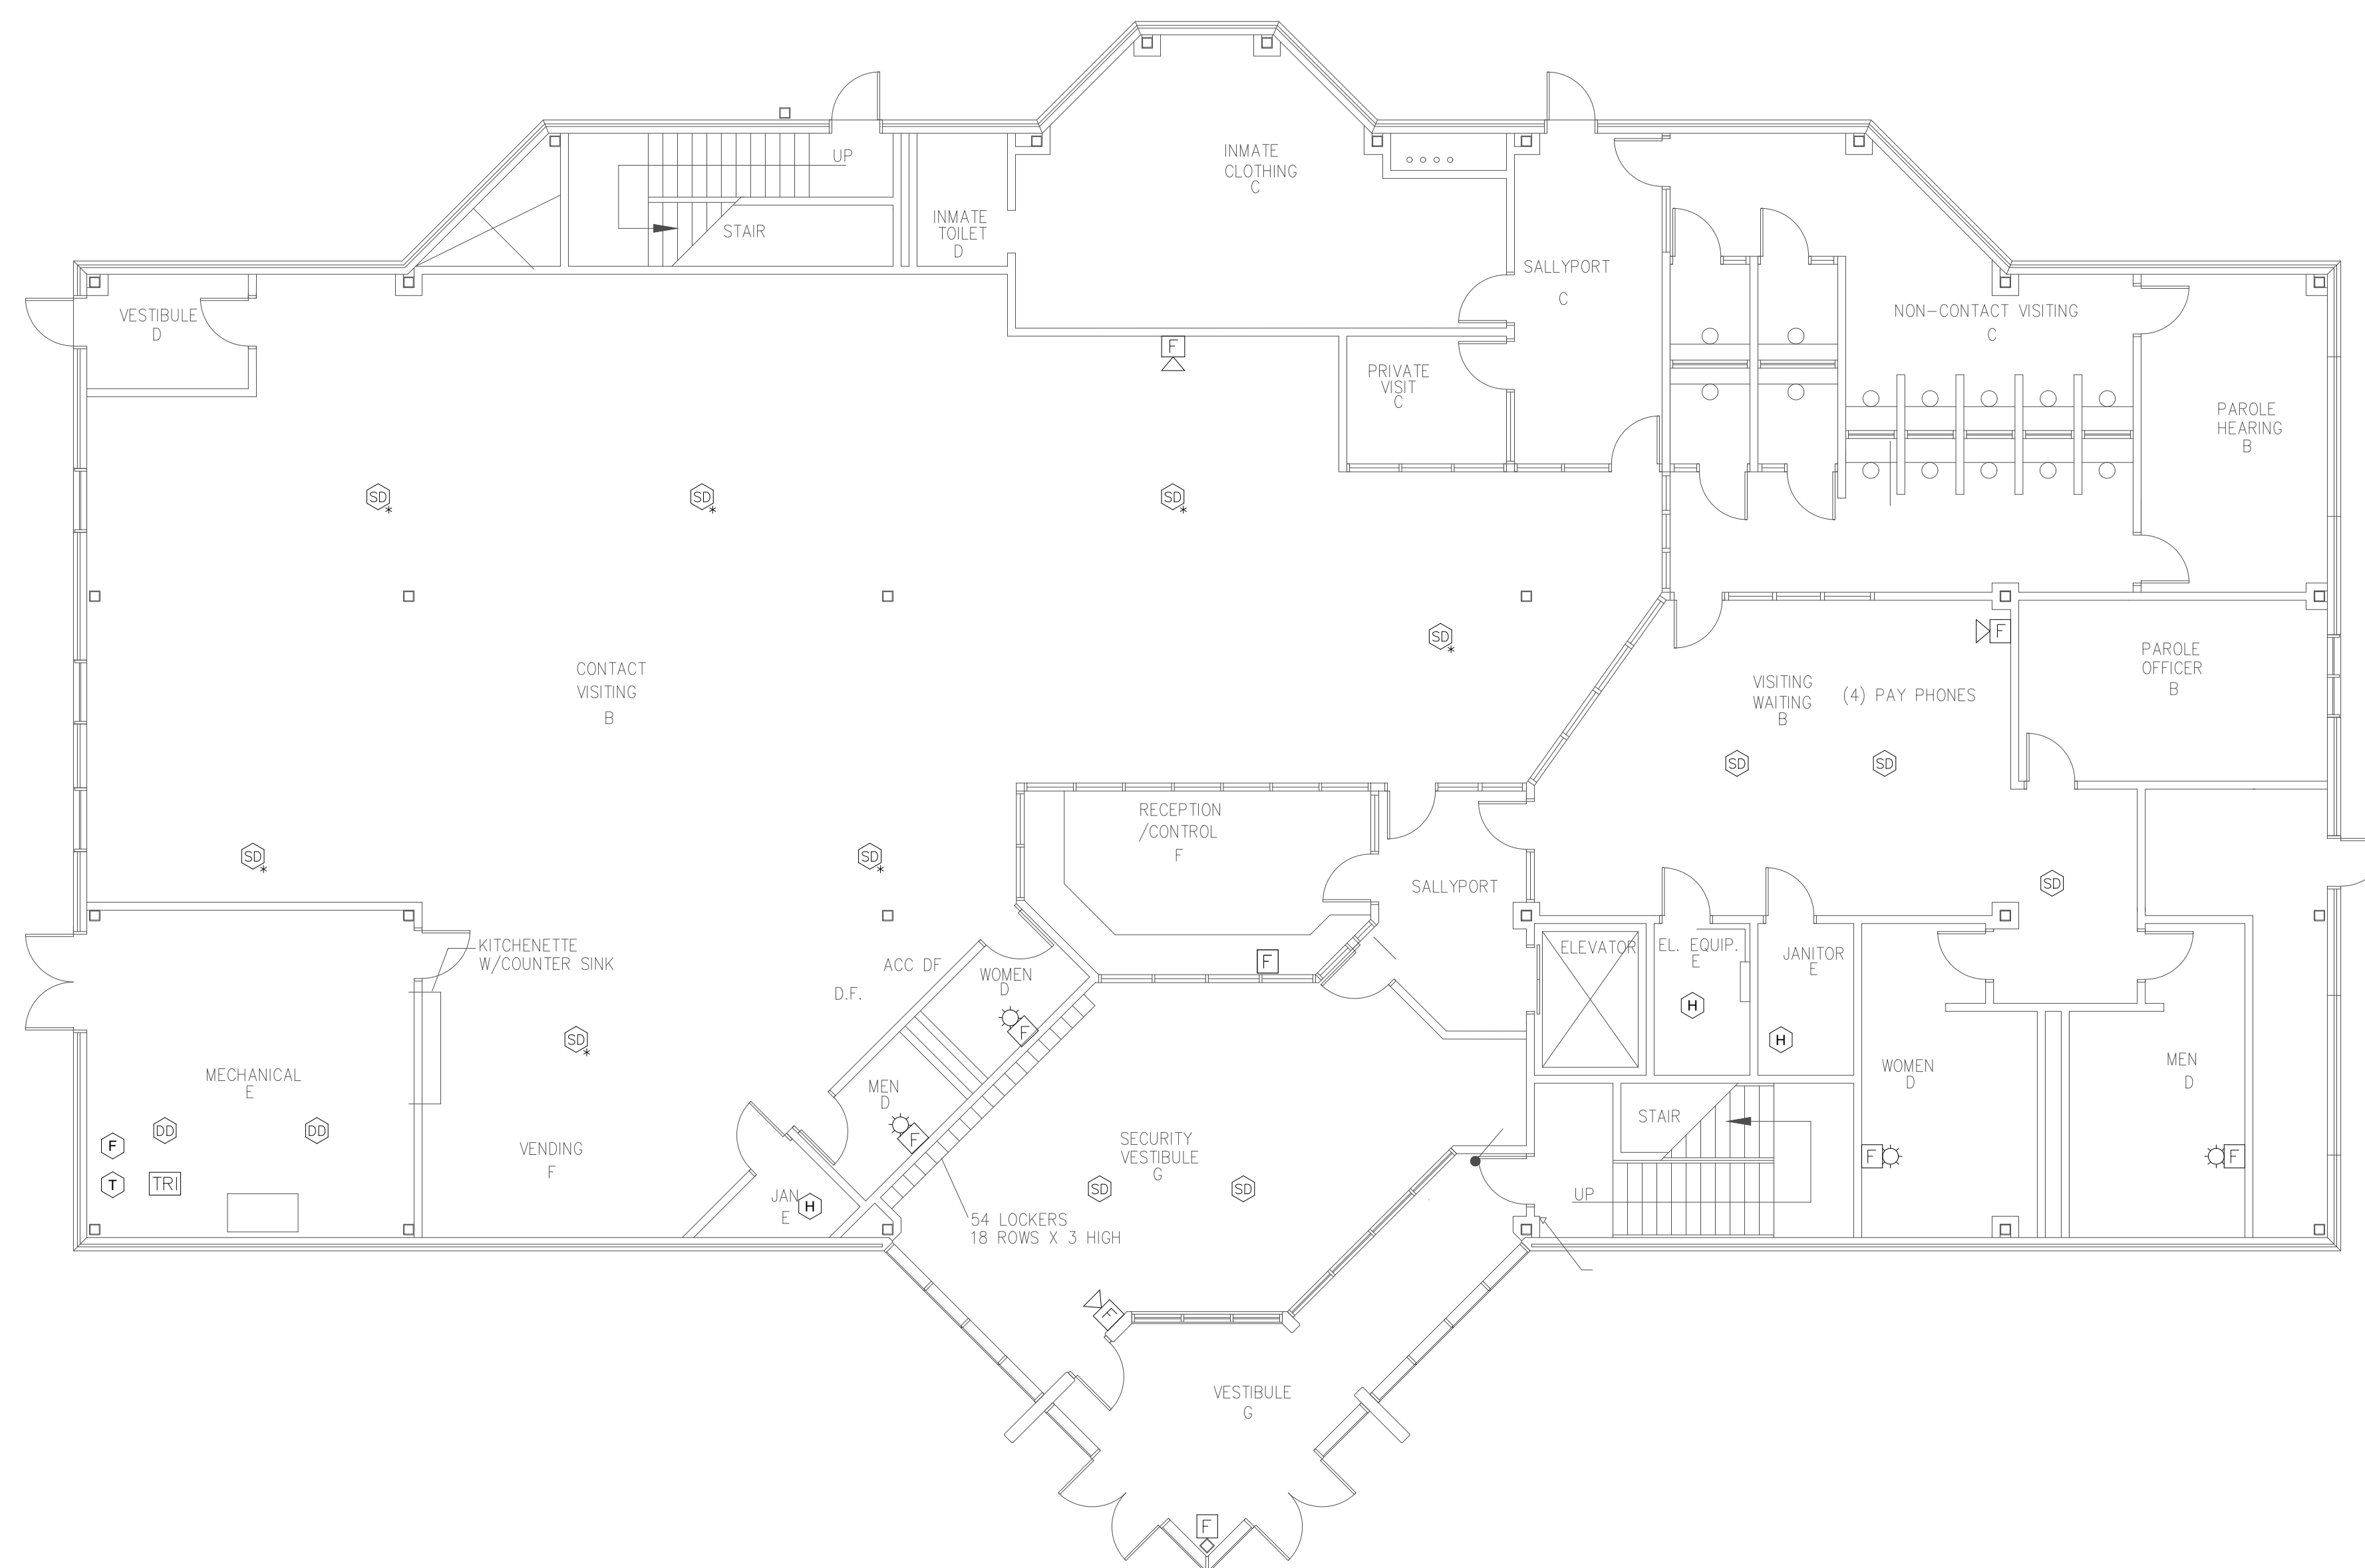 UP
STAIR
INMATE
TOILET
D
INMATE
CLOTHING
C
SALLYPORT
C
VESTIBULE
D
F
PRIVATE
VISIT
C
NON-CONTACT VISITING
C
PAROLE
HEARING
B
SD
*
SD
*
SD
*
SD
*
F
CONTACT
VISITING
B
VISITING
WAITING
B
(4) PAY PHONES
PAROLE
OFFICER
B
SD
SD
SD
SD
*
SD
*
RECEPTION
/CONTROL
F
SALLYPORT
F
ELEVATOR
EL. EQUIP.
E
H
JANITOR
E
H
KITCHENETTE
W/COUNTER SINK
ACC DF
D.F.
WOMEN
D
F
MEN
D
F
SD
*
MECHANICAL
E
DD
DD
F
T
TRI
VENDING
F
JAN
E
H
SECURITY
VESTIBULE
G
SD
SD
54 LOCKERS
18 ROWS X 3 HIGH
STAIR
UP
WOMEN
D
F
MEN
D
F
F
VESTIBULE
G
F